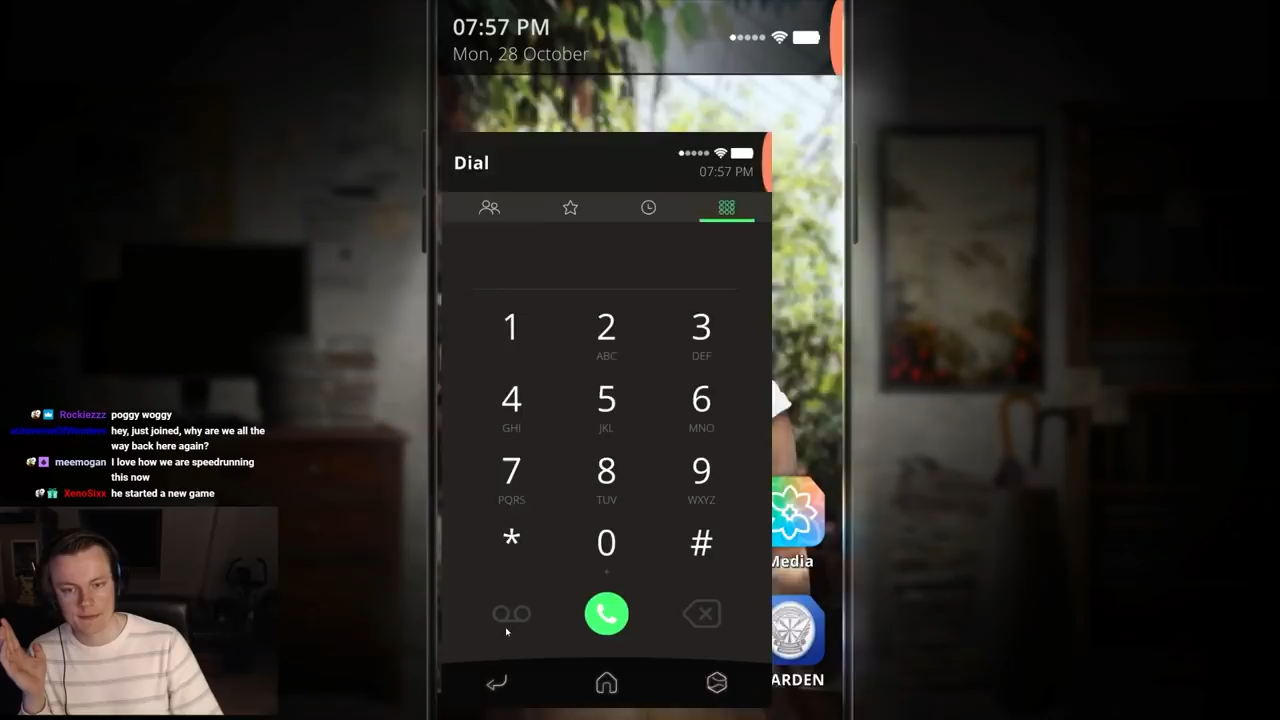 07:57 PM
Mon, 28 October
Dial
07:57 PM
1
2
3
ABC
DEF
4
5
6
GHI
JKL
MNO
7
8
9
PQRS
TUV
WXYZ
*
0
#
+
Media
ARDEN
Rockiezzz poggy woggy
hey, just joined, why are we all the
way back here again?
meemogan I love how we are speedrunning
this now
XenoSixx he started a new game